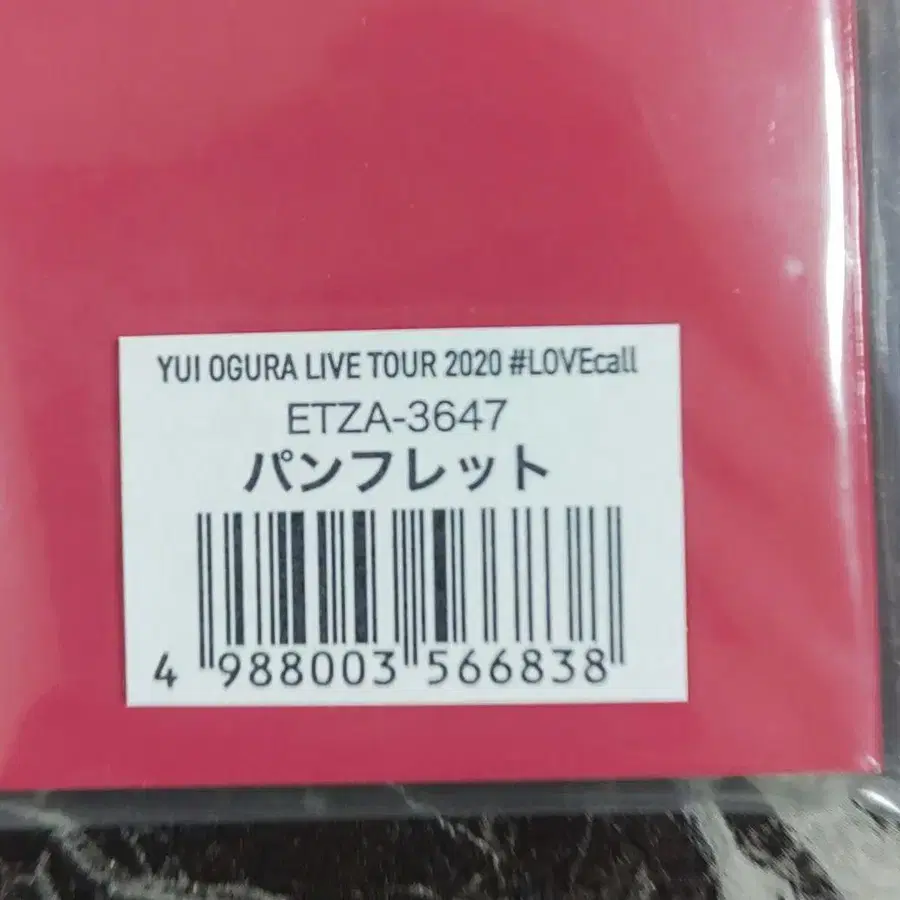 YUI OGURA LIVE TOUR 2020 #LOVEcall
ETZA-3647
パンフレット
4 988003 566838